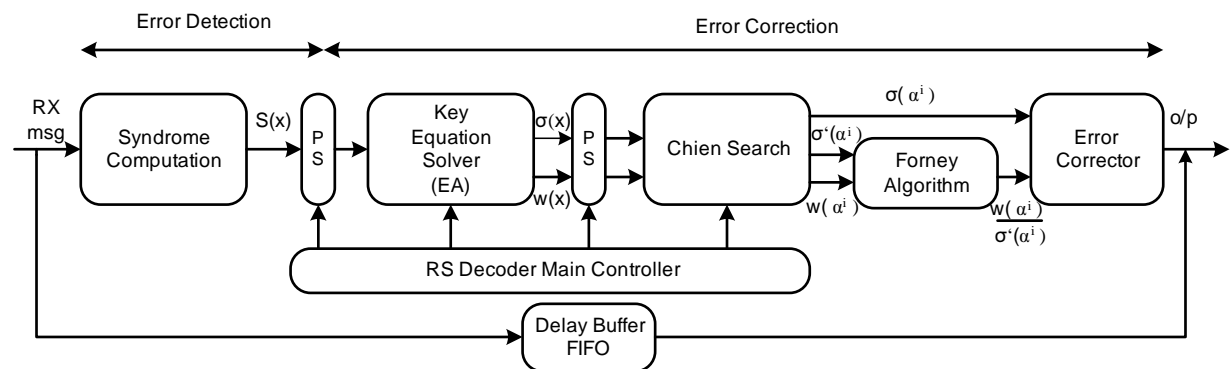 Error Detection
Error Correction
RX
msg
Syndrome
Computation
S(x)
P
S
Key
Equation
Solver
(EA)
σ(x)
w(x)
P
S
Chien Search
σ(αⁱ)
σ‘(αⁱ)
w(αⁱ)
Forney
Algorithm
w(αⁱ)
σ‘(αⁱ)
Error
Corrector
o/p
RS Decoder Main Controller
Delay Buffer
FIFO